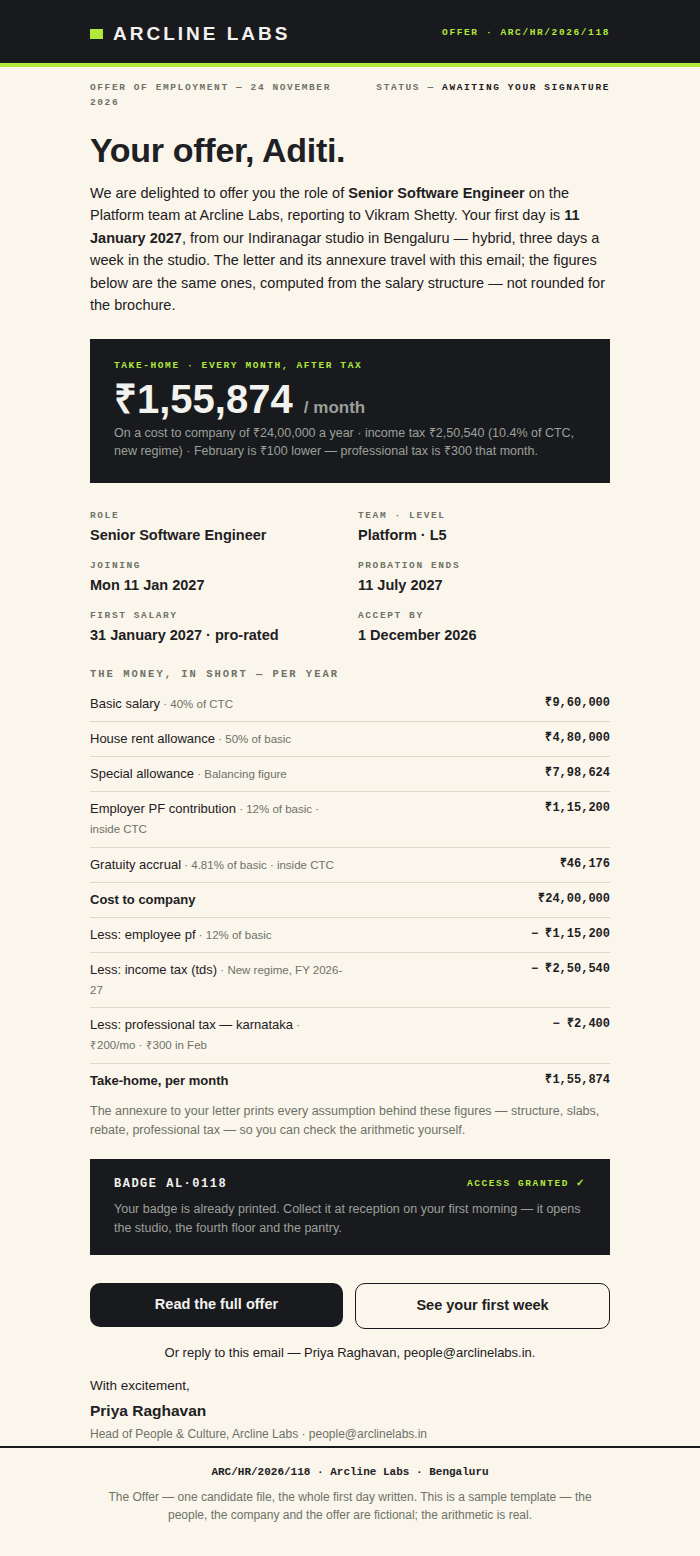 ARCLINE LABS
OFFER · ARC/HR/2026/118
OFFER OF EMPLOYMENT — 24 NOVEMBER
2026
STATUS — AWAITING YOUR SIGNATURE
Your offer, Aditi.
We are delighted to offer you the role of Senior Software Engineer on the
Platform team at Arcline Labs, reporting to Vikram Shetty. Your first day is 11
January 2027, from our Indiranagar studio in Bengaluru — hybrid, three days a
week in the studio. The letter and its annexure travel with this email; the figures
below are the same ones, computed from the salary structure — not rounded for
the brochure.
TAKE-HOME · EVERY MONTH, AFTER TAX
₹1,55,874 / month
On a cost to company of ₹24,00,000 a year · income tax ₹2,50,540 (10.4% of CTC,
new regime) · February is ₹100 lower — professional tax is ₹300 that month.
ROLE
Senior Software Engineer
TEAM · LEVEL
Platform · L5
JOINING
Mon 11 Jan 2027
PROBATION ENDS
11 July 2027
FIRST SALARY
31 January 2027 · pro-rated
ACCEPT BY
1 December 2026
THE MONEY, IN SHORT — PER YEAR
Basic salary · 40% of CTC ₹9,60,000
House rent allowance · 50% of basic ₹4,80,000
Special allowance · Balancing figure ₹7,98,624
Employer PF contribution · 12% of basic · ₹1,15,200
inside CTC
Gratuity accrual · 4.81% of basic · inside CTC ₹46,176
Cost to company ₹24,00,000
Less: employee pf · 12% of basic − ₹1,15,200
Less: income tax (tds) · New regime, FY 2026- − ₹2,50,540
27
Less: professional tax — karnataka · − ₹2,400
₹200/mo · ₹300 in Feb
Take-home, per month ₹1,55,874
The annexure to your letter prints every assumption behind these figures — structure, slabs,
rebate, professional tax — so you can check the arithmetic yourself.
BADGE AL·0118
ACCESS GRANTED ✓
Your badge is already printed. Collect it at reception on your first morning — it opens
the studio, the fourth floor and the pantry.
Read the full offer
See your first week
Or reply to this email — Priya Raghavan, people@arclinelabs.in.
With excitement,
Priya Raghavan
Head of People & Culture, Arcline Labs · people@arclinelabs.in
ARC/HR/2026/118 · Arcline Labs · Bengaluru
The Offer — one candidate file, the whole first day written. This is a sample template — the
people, the company and the offer are fictional; the arithmetic is real.